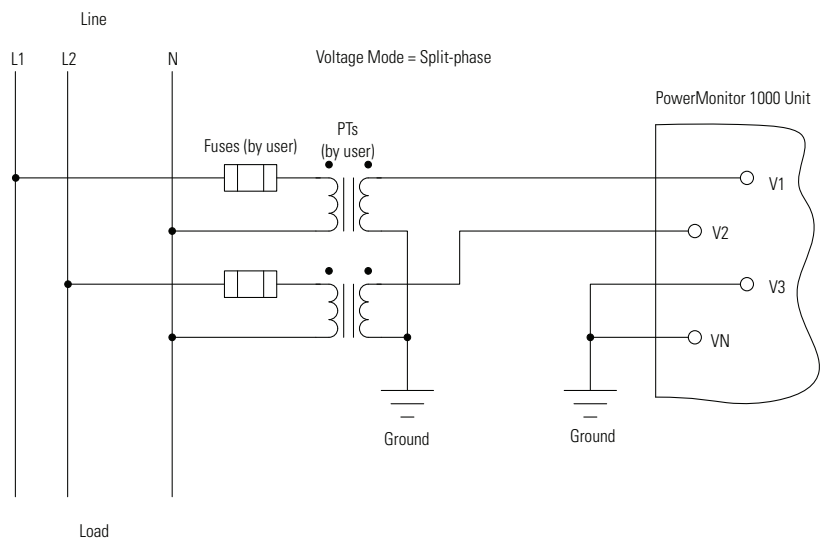 Line
L1
L2
N
Voltage Mode = Split-phase
PowerMonitor 1000 Unit
Fuses (by user)
PTs
(by user)
V1
V2
V3
VN
Ground
Ground
Load